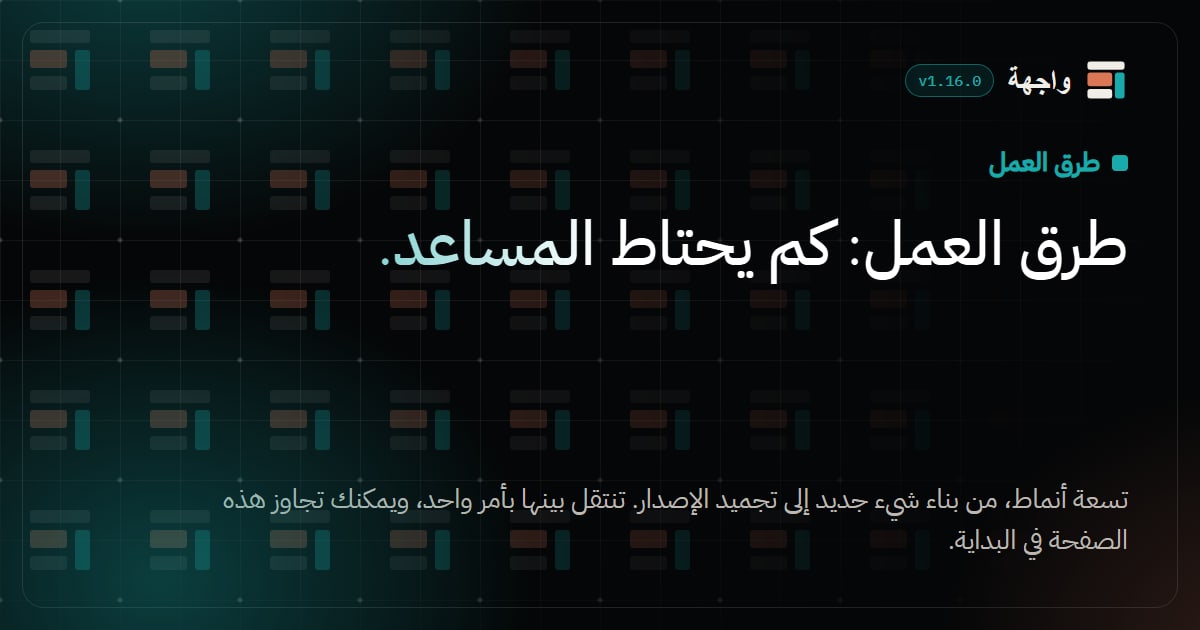 واجهة v1.16.0
طرق العمل
طرق العمل: كم يحتاط المساعد.
تسعة أنماط، من بناء شيء جديد إلى تجميد الإصدار. تنتقل بينها بأمر واحد، ويمكنك تجاوز هذه
الصفحة في البداية.